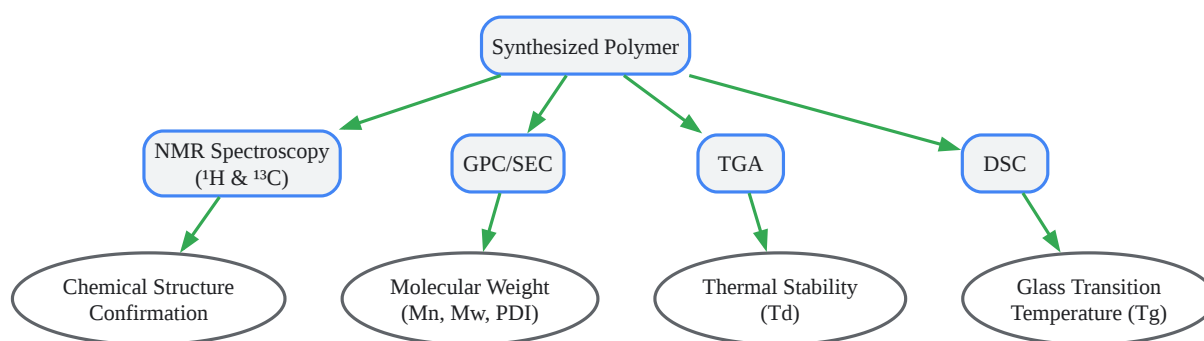 Synthesized Polymer
NMR Spectroscopy
(¹H & ¹³C)
GPC/SEC
TGA
DSC
Chemical Structure
Confirmation
Molecular Weight
(Mn, Mw, PDI)
Thermal Stability
(Td)
Glass Transition
Temperature (Tg)